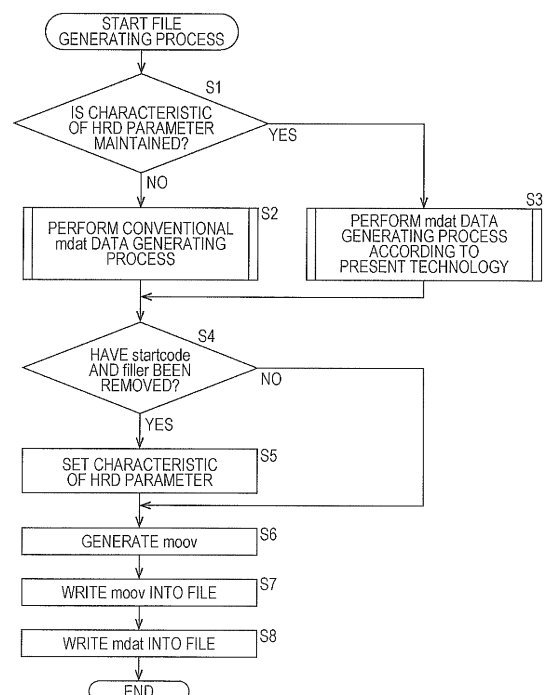 START FILE
GENERATING PROCESS
S1
IS CHARACTERISTIC
OF HRD PARAMETER
MAINTAINED?
YES
NO
S2
PERFORM CONVENTIONAL
mdat DATA GENERATING
PROCESS
S3
PERFORM mdat DATA
GENERATING PROCESS
ACCORDING TO
PRESENT TECHNOLOGY
S4
HAVE startcode
AND filler BEEN
REMOVED?
NO
YES
S5
SET CHARACTERISTIC
OF HRD PARAMETER
GENERATE moov
S6
WRITE moov INTO FILE
S7
WRITE mdat INTO FILE
S8
END